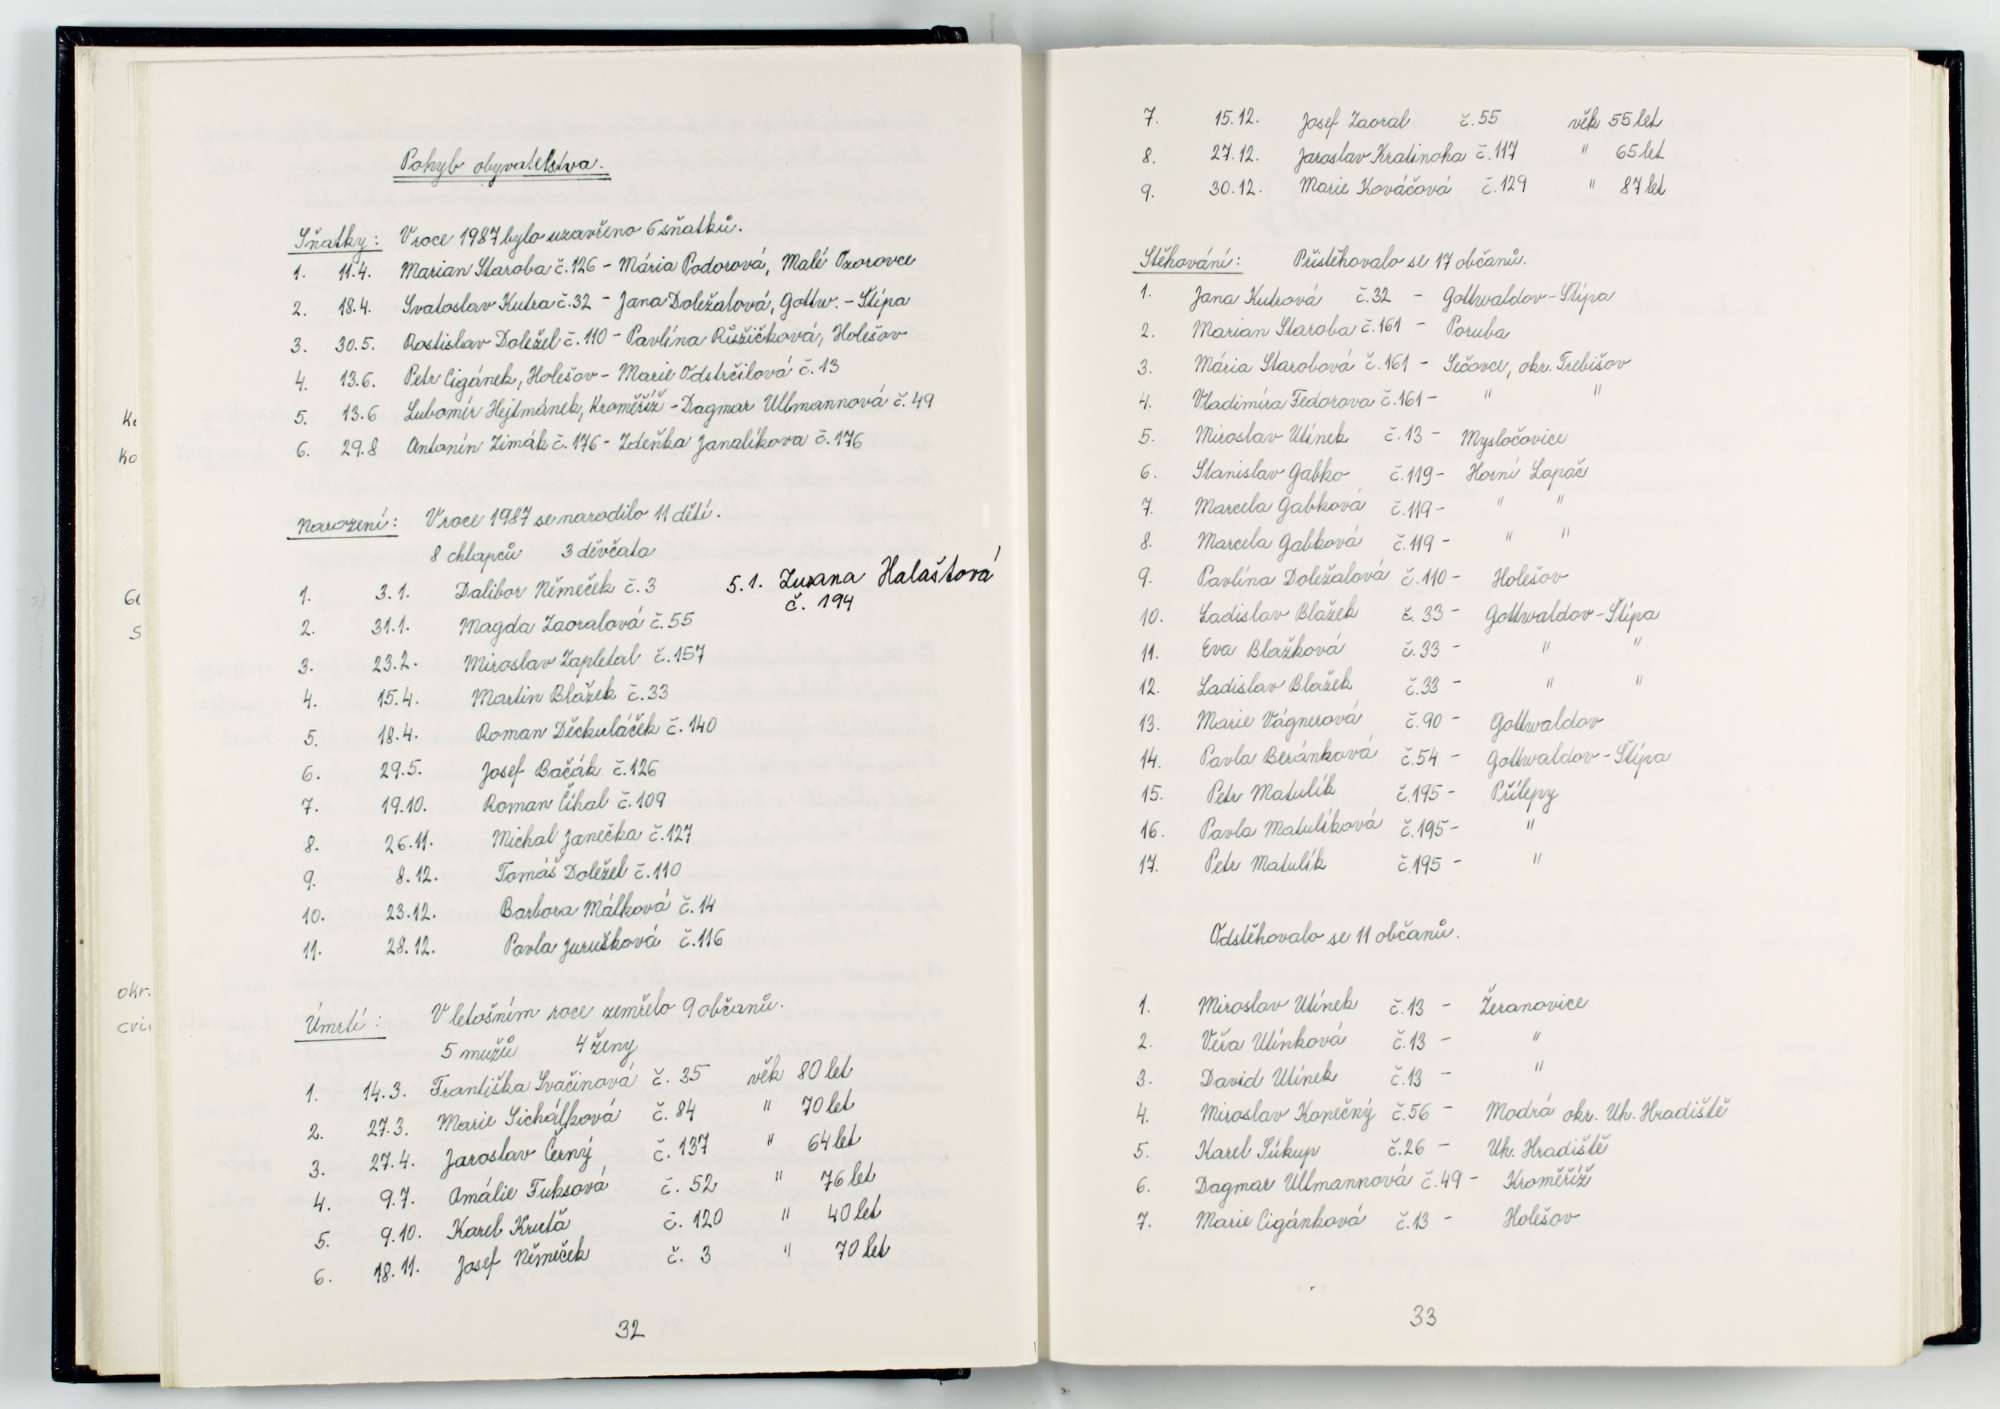 Pohyb obyvatelstva.
Sňatky: V roce 1987 bylo uzavřeno 6 sňatků.
1. 11.4. Marian Staroba č.126 - Mária Podorová, Malé Ozorovce
2. 18.4. Svatoslav Kutra č.32 - Jana Doležalová, Gottw. - Štípa
3. 30.5. Rostislav Doležel č.110 - Pavlína Růžičková, Holešov
4. 13.6. Petr Cigánek, Holešov - Marie Odstrčilová č.13
5. 13.6 Lubomír Hejtmánek, Kroměříž - Dagmar Ullmannová č.49
6. 29.8 Antonín Zimák č.176 - Zdeňka Janalíkova č.176
Narození: V roce 1987 se narodilo 11 dětí.
8 chlapců 3 děvčata
1. 3.1. Dalibor Němeček č.3 5.1. Zuzana Halaštová
č. 194
2. 31.1. Magda Zaoralová č.55
3. 23.2. Miroslav Zapletal č.157
4. 15.4. Martin Blažek č.33
5. 18.4. Roman Děckuláček č.140
6. 29.5. Josef Bačák č.126
7. 19.10. Roman Číhal č.109
8. 26.11. Michal Janečka č.127
9. 8.12. Tomáš Doležel č.110
10. 23.12. Barbora Málková č.14
11. 28.12. Pavla Jurušková č.116
Úmrtí: V letošním roce zemřelo 9 občanů.
5 mužů 4 ženy
1. 14.3. Františka Svačinová č. 35 věk 80 let
2. 27.3. Marie Sichálková č. 84 " 70 let
3. 27.4. Jaroslav Černý č. 137 " 64 let
4. 9.7. Amálie Fuksová č. 52 " 76 let
5. 9.10. Karel Krutá č. 120 " 40 let
6. 18.11. Josef Němeček č. 3 " 70 let
32
7. 15.12. Josef Zaoral č.55 věk 55 let
8. 27.12. Jaroslav Kratinoha č.117 " 65 let
9. 30.12. Marie Kováčová č.129 " 87 let
Stěhování: Přistěhovalo se 17 občanů.
1. Jana Kutrová č.32 - Gottwaldov - Štípa
2. Marian Staroba č.161 - Poruba
3. Mária Starobová č.161 - Sečovce, okr. Trebišov
4. Vladimíra Fedorova č.161 - " "
5. Miroslav Utínek č.13 - Mysločovice
6. Stanislav Gabko č.119 - Horní Lapač
7. Marcela Gabková č.119 - " "
8. Marcela Gabková č.119 - " "
9. Pavlína Doležalová č.110 - Holešov
10. Ladislav Blažek č.33 - Gottwaldov - Štípa
11. Eva Blažková č.33 - " "
12. Ladislav Blažek č.33 - " "
13. Marie Vágnerová č.90 - Gottwaldov
14. Pavla Beránková č.54 - Gottwaldov - Štípa
15. Petr Matulík č.195 - Přílepy
16. Pavla Matulíková č.195 - "
17. Petr Matulík č.195 - "
Odstěhovalo se 11 občanů.
1. Miroslav Utínek č.13 - Žeranovice
2. Věra Utínková č.13 - "
3. David Utínek č.13 - "
4. Miroslav Konečný č.56 - Modrá okr. Uh. Hradiště
5. Karel Súkup č.26 - Uh. Hradiště
6. Dagmar Ullmannová č.49 - Kroměříž
7. Marie Cigánková č.13 - Holešov
33